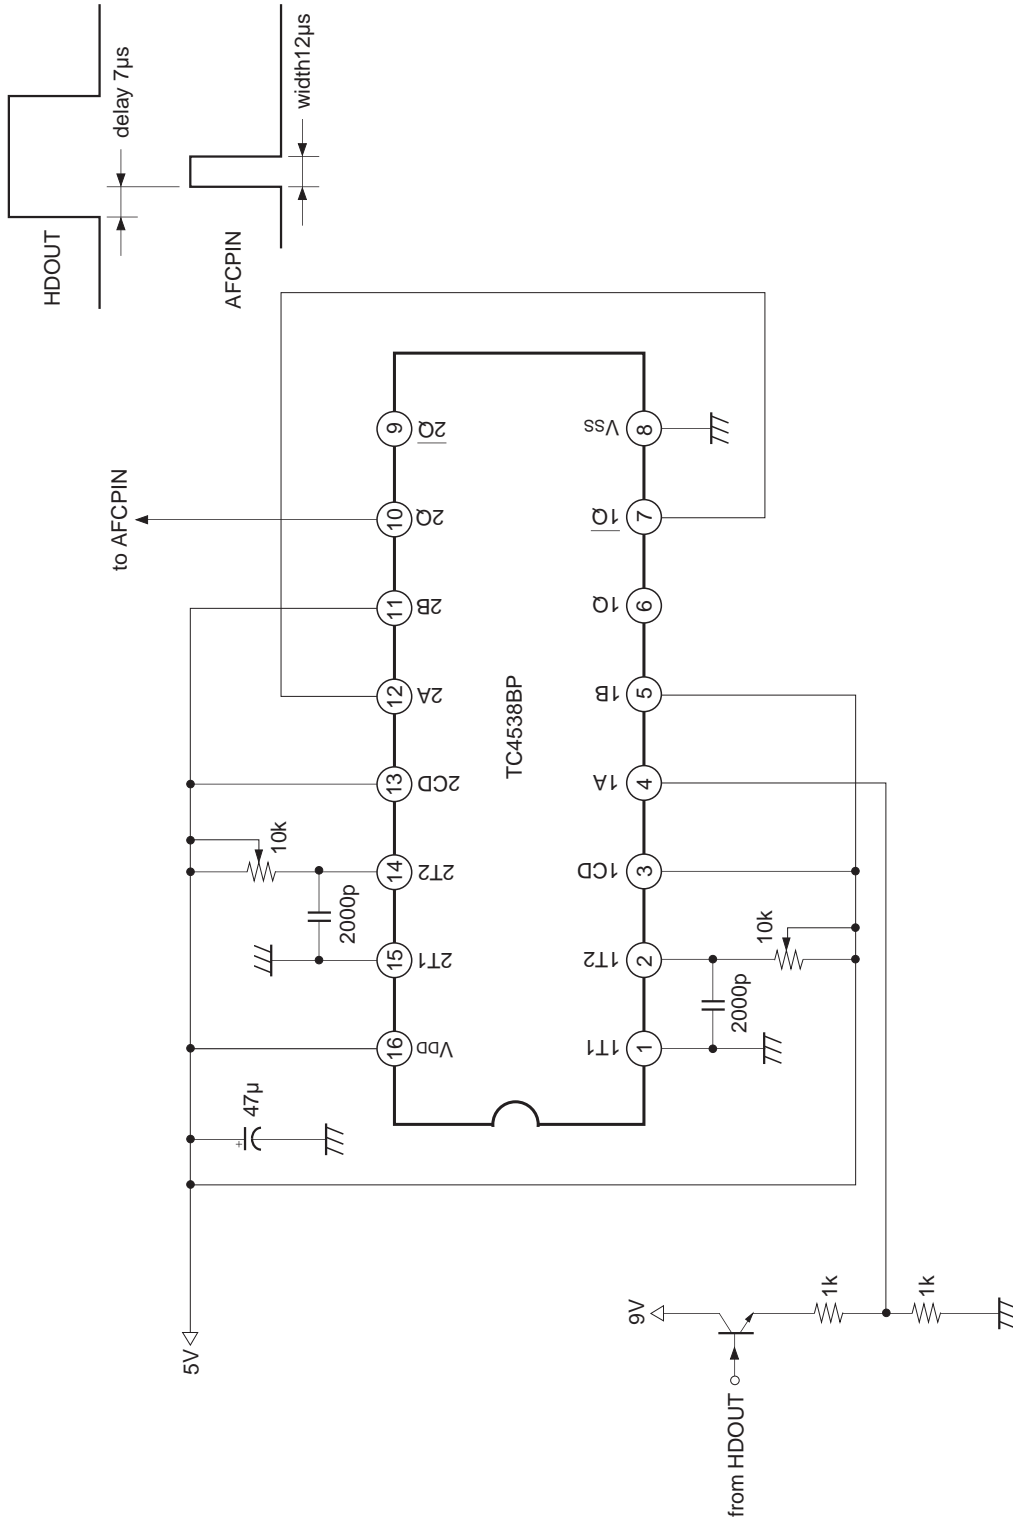 HDOUT
delay 7μs
AFCPIN
width12μs
to AFCPIN
5V
47μ
+
16
VDD
15
2T1
2000p
14
2T2
10k
13
2CD
12
2A
11
2B
10
2Q
9
2Q
TC4538BP
1
1T1
2000p
2
1T2
10k
3
1CD
4
1A
5
1B
6
1Q
7
1Q
8
VSS
from HDOUT
9V
1k
1k